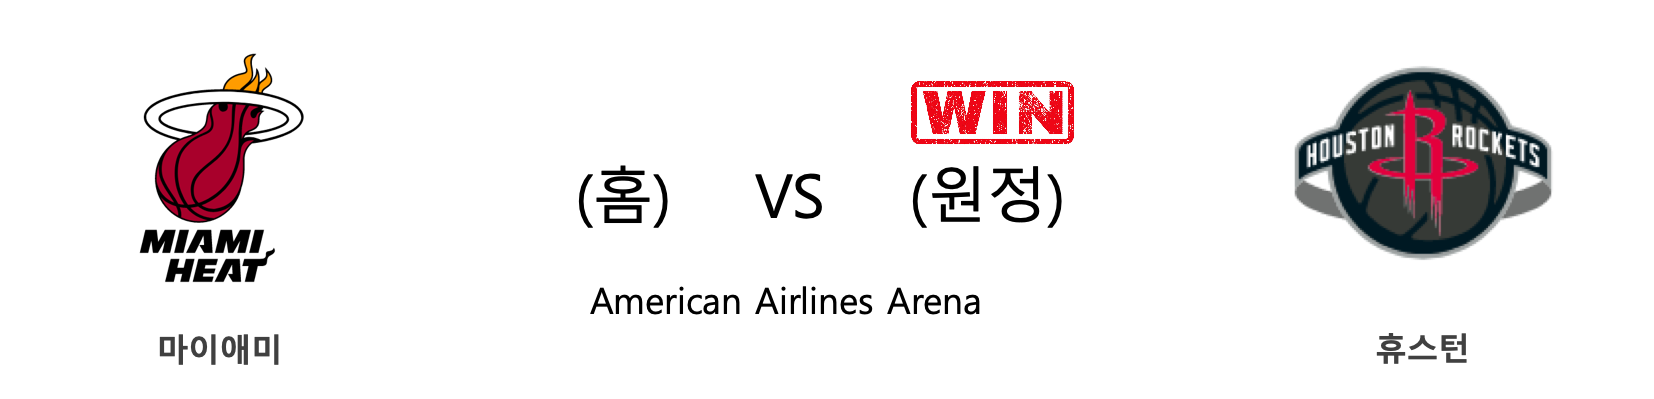 WIN
HOUSTON ROCKETS
(홈) VS (원정)
MIAMI
HEAT
American Airlines Arena
마이애미 휴스턴